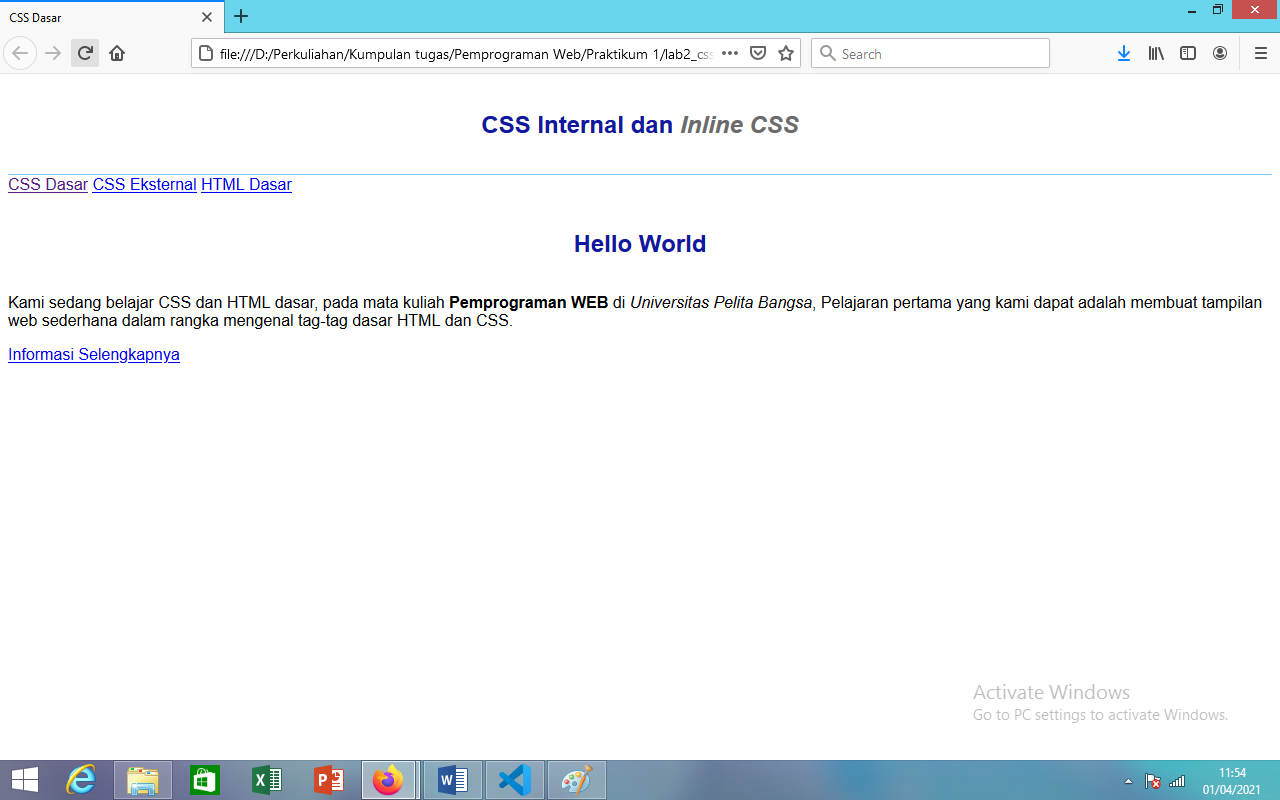 CSS Dasar
file:///D:/Perkuliahan/Kumpulan tugas/Pemprograman Web/Praktikum 1/lab2_css
Search
CSS Internal dan Inline CSS
CSS Dasar CSS Eksternal HTML Dasar
Hello World
Kami sedang belajar CSS dan HTML dasar, pada mata kuliah Pemprograman WEB di Universitas Pelita Bangsa, Pelajaran pertama yang kami dapat adalah membuat tampilan
web sederhana dalam rangka mengenal tag-tag dasar HTML dan CSS.
Informasi Selengkapnya
Activate Windows
Go to PC settings to activate Windows.
11:54
01/04/2021